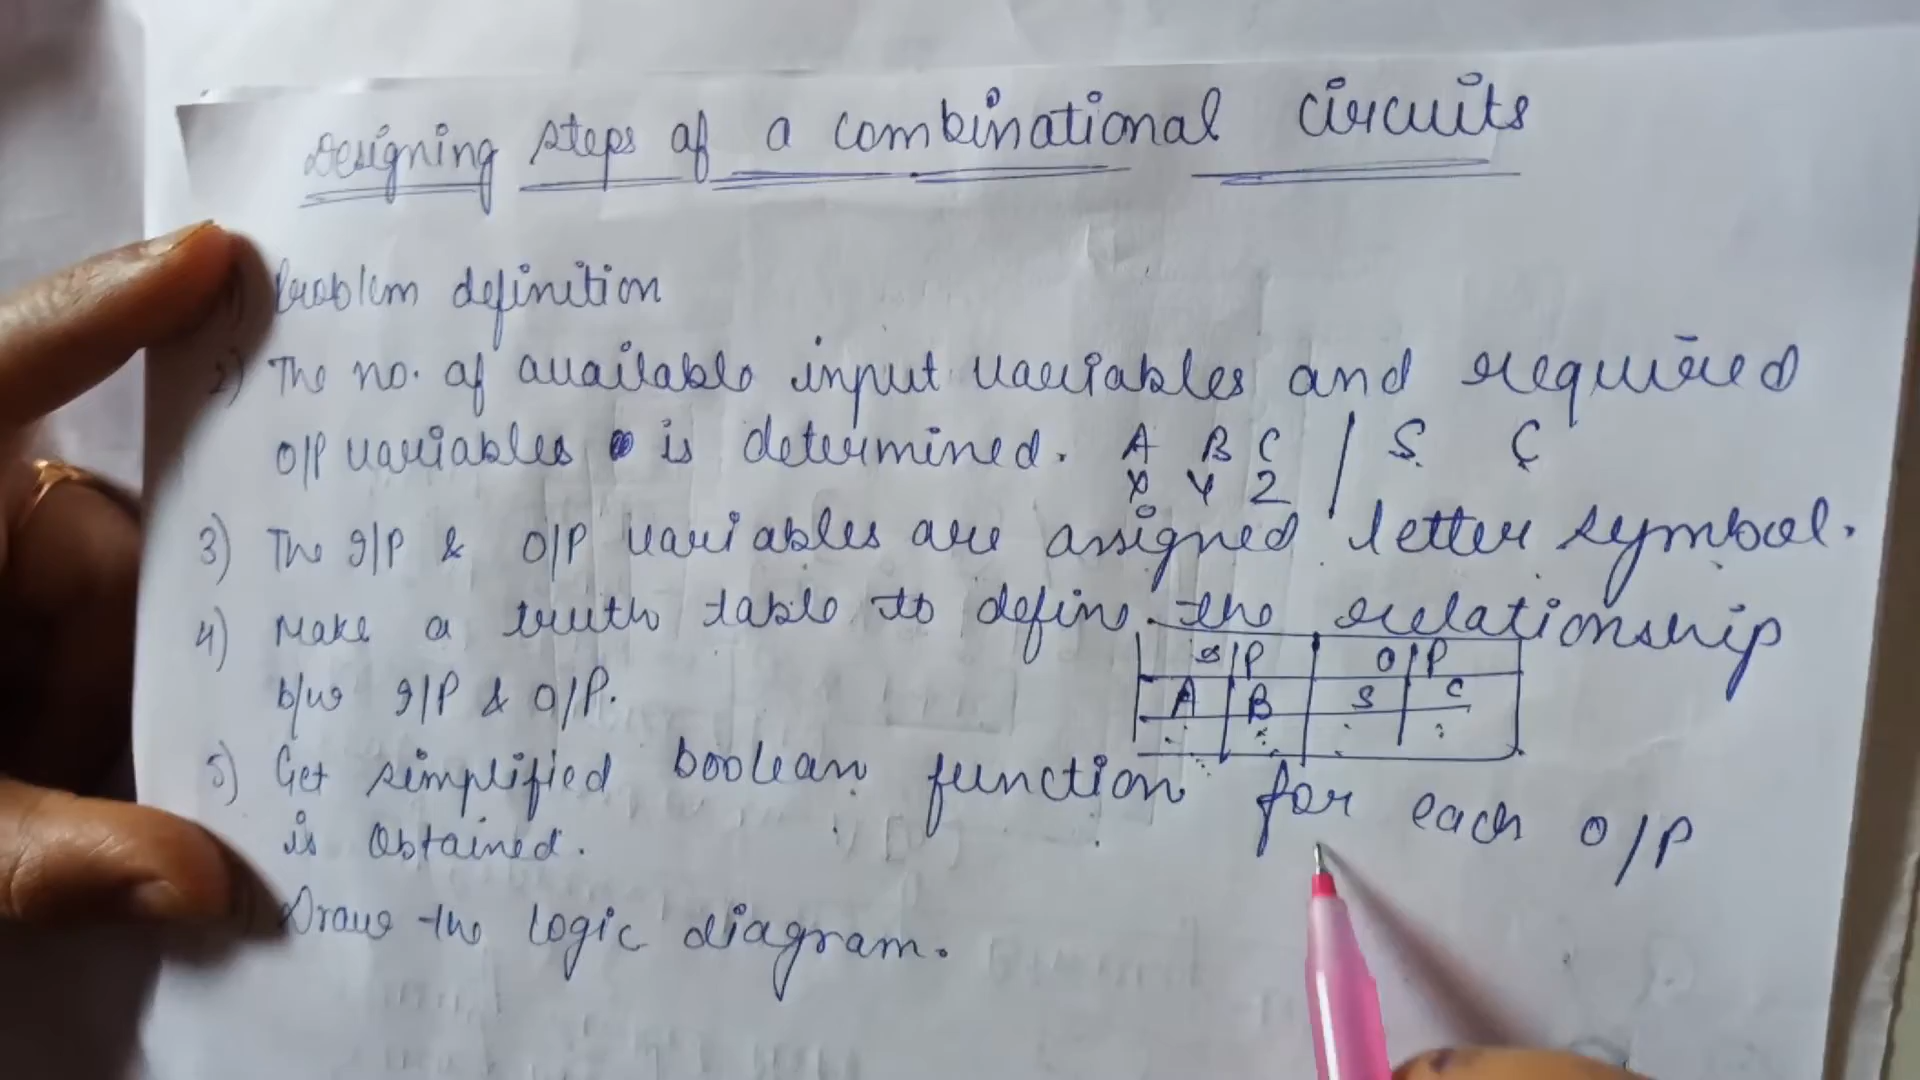 Designing steps of a combinational circuits
1) Problem definition
2) The no. of available input variables and required
O/P variables is determined. A B C / S C
X Y Z
3) The I/P & O/P variables are assigned letter symbol.
4) Make a truth table to define the relationship
b/w I/P & O/P.
I/P O/P
A B S C
5) Get simplified boolean function for each O/P
is obtained.
Draw the logic diagram.